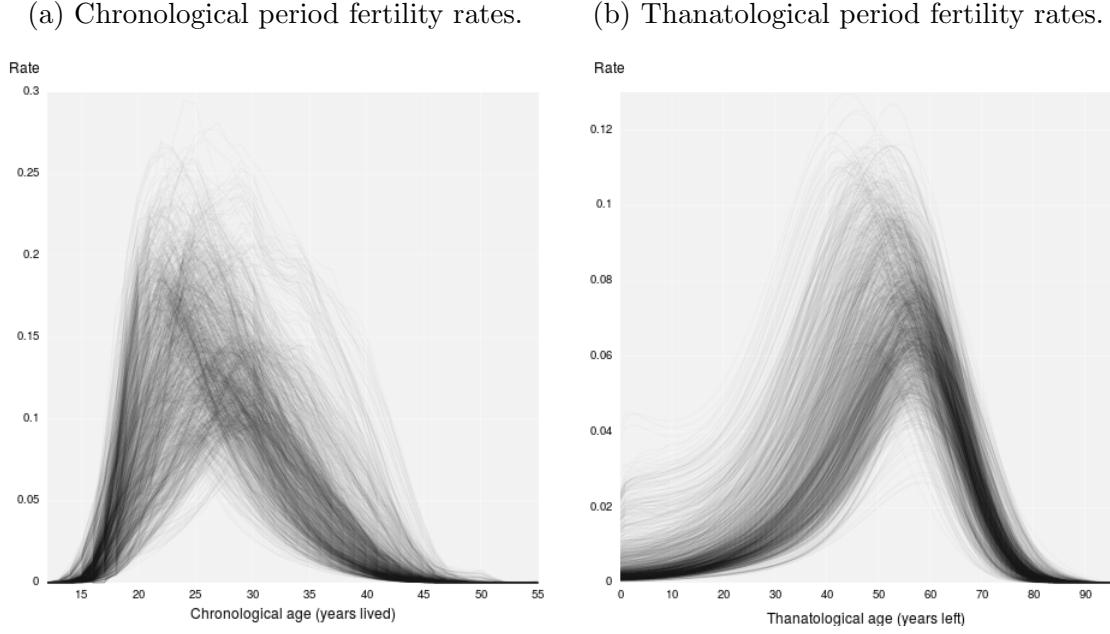 (a) Chronological period fertility rates.
Rate
0.3
0.25
0.2
0.15
0.1
0.05
0
15 20 25 30 35 40 45 50 55
Chronological age (years lived)
(b) Thanatological period fertility rates.
Rate
0.12
0.1
0.08
0.06
0.04
0.02
0
0 10 20 30 40 50 60 70 80 90
Thanatological age (years left)